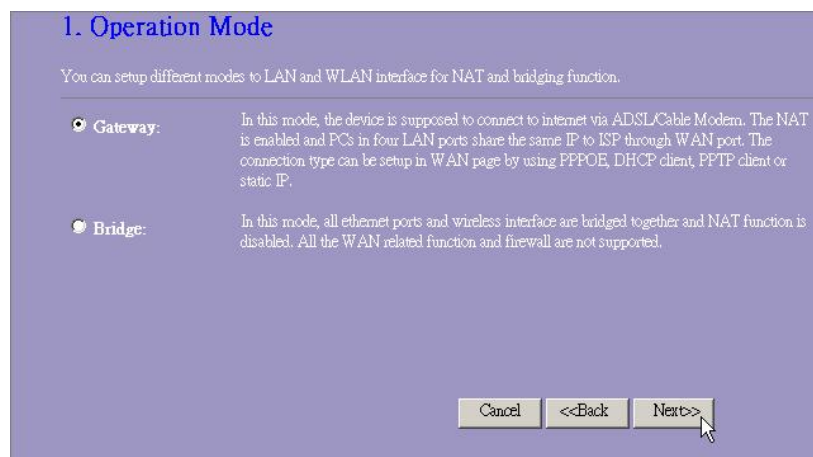 1. Operation Mode
You can setup different modes to LAN and WLAN interface for NAT and bridging function.
Gateway:
In this mode, the device is supposed to connect to internet via ADSL/Cable Modem. The NAT
is enabled and PCs in four LAN ports share the same IP to ISP through WAN port. The
connection type can be setup in WAN page by using PPPOE, DHCP client, PPTP client or
static IP.
Bridge:
In this mode, all ethernet ports and wireless interface are bridged together and NAT function is
disabled. All the WAN related function and firewall are not supported.
Cancel
<<Back
Next>>